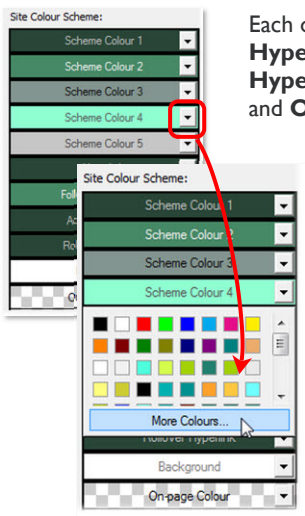 Site Colour Scheme:
Scheme Colour 1
Scheme Colour 2
Scheme Colour 3
Scheme Colour 4
Scheme Colour 5
Each
Site Colour Scheme:
Scheme Colour 1
Scheme Colour 2
Scheme Colour 3
Scheme Colour 4
More Colours...
Rollover Hyperlink
Background
On-page Colour
and